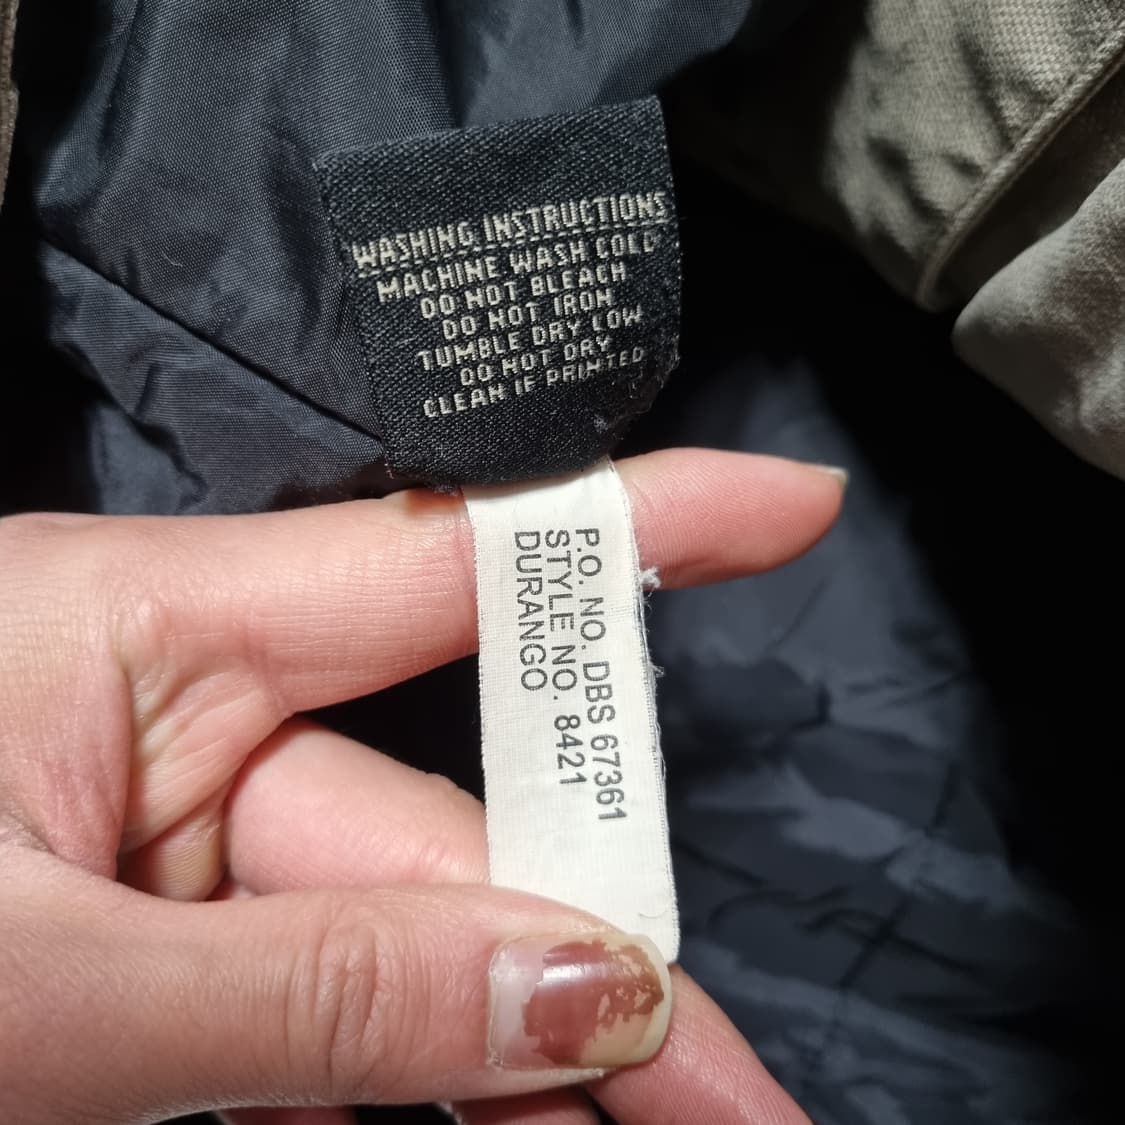 WASHING INSTRUCTIONS
MACHINE WASH COLD
DO NOT BLEACH
DO NOT IRON
TUMBLE DRY LOW
DO NOT DRY
CLEAN IF PRINTED
P.O. NO. DBS 67361
STYLE NO. 8421
DURANGO